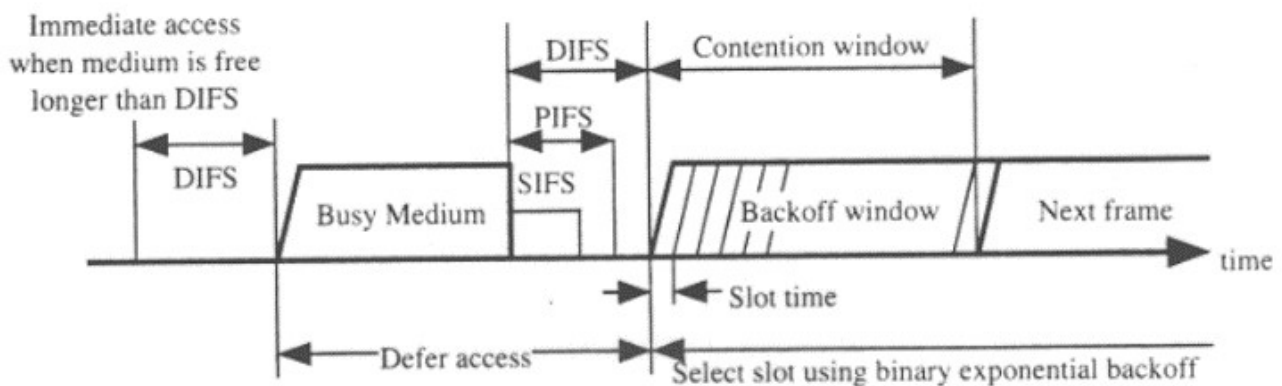 Immediate access
when medium is free
longer than DIFS
DIFS
DIFS
Contention window
PIFS
SIFS
Busy Medium
Backoff window
Next frame
time
Slot time
Defer access
Select slot using binary exponential backoff